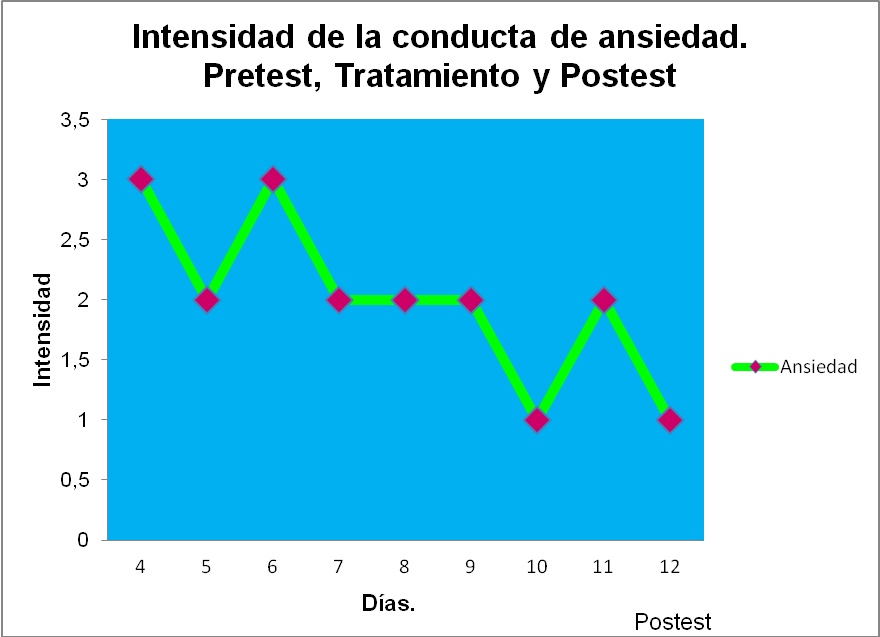 Intensidad de la conducta de ansiedad.
Pretest, Tratamiento y Postest
3,5
3
2,5
2
1,5
1
0,5
0
Intensidad
4 5 6 7 8 9 10 11 12
Días.
Postest
Ansiedad